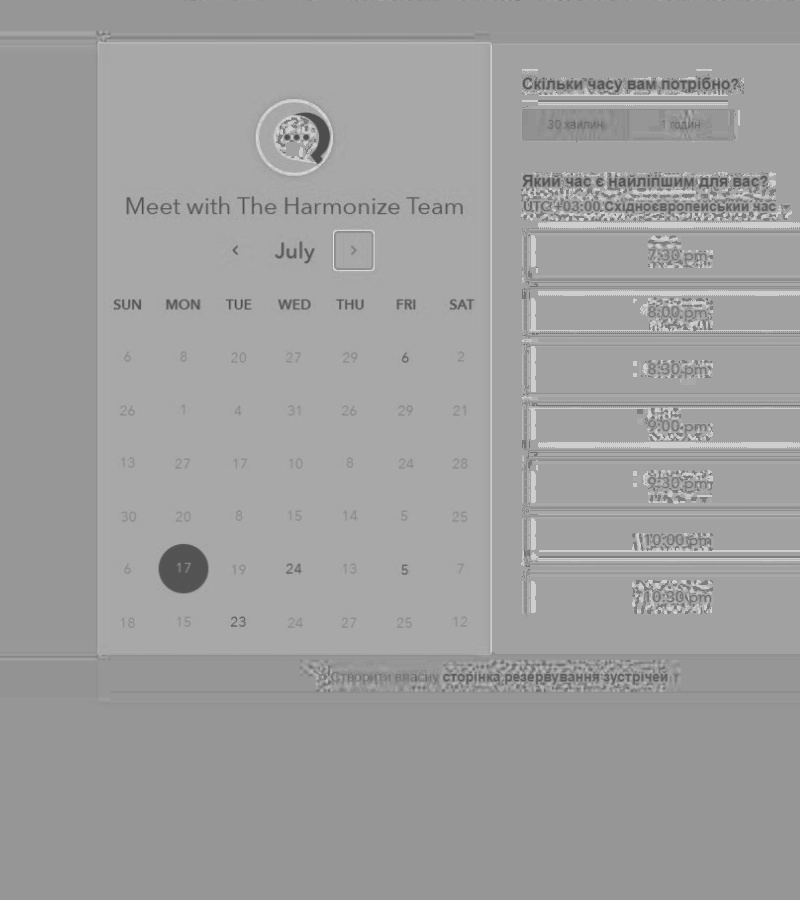 Meet with The Harmonize Team
July
SUN MON TUE WED THU FRI SAT
6 8 20 27 29 6 2
26 1 4 31 26 29 21
13 27 17 10 8 24 28
30 20 8 15 14 5 25
6 17 19 24 13 5 7
18 15 23 24 27 25 12
Скільки часу вам потрібно?
30 хвилин 1 годин
Який час є найліпшим для вас?
UTC +03:00 Східноєвропейський час
7:30 pm
8:00 pm
8:30 pm
9:00 pm
9:30 pm
10:00 pm
10:30 pm
Створити власну сторінка резервування зустрічей